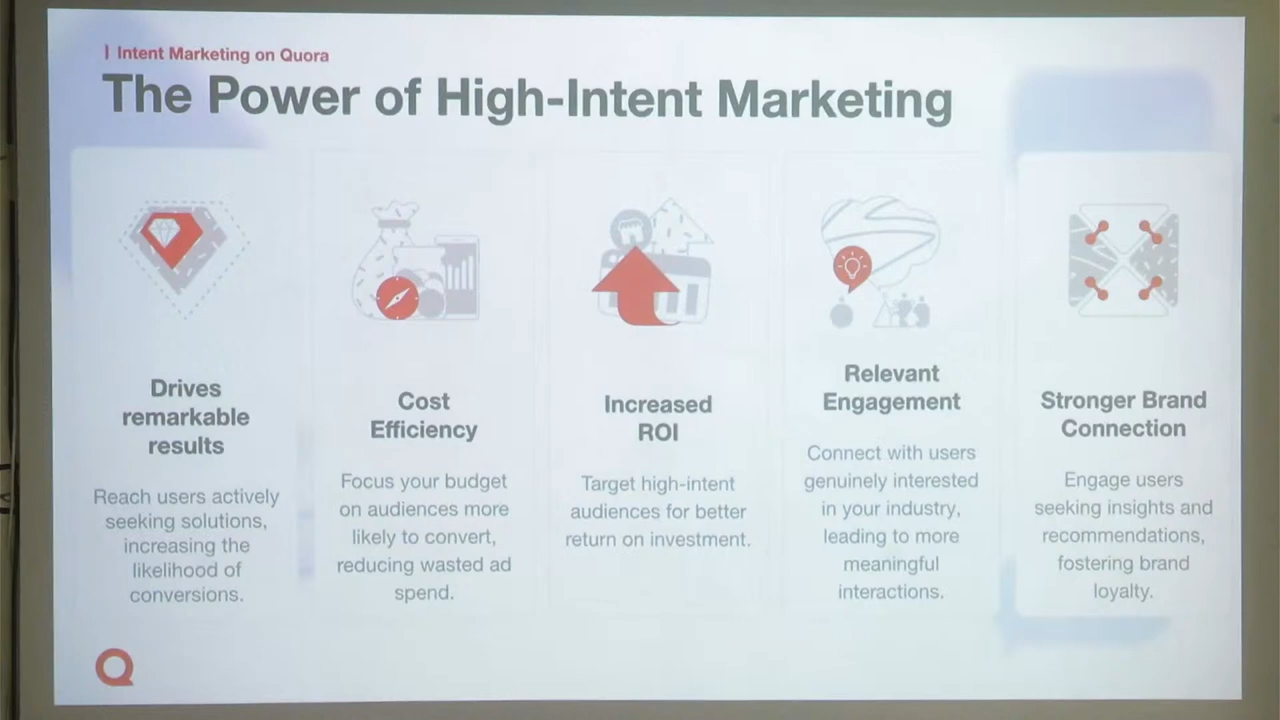 | Intent Marketing on Quora
The Power of High-Intent Marketing
Drives
remarkable
results
Reach users actively
seeking solutions,
increasing the
likelihood of
conversions.
Cost
Efficiency
Focus your budget
on audiences more
likely to convert,
reducing wasted ad
spend.
Increased
ROI
Target high-intent
audiences for better
return on investment.
Relevant
Engagement
Connect with users
genuinely interested
in your industry,
leading to more
meaningful
interactions.
Stronger Brand
Connection
Engage users
seeking insights and
recommendations,
fostering brand
loyalty.
Q